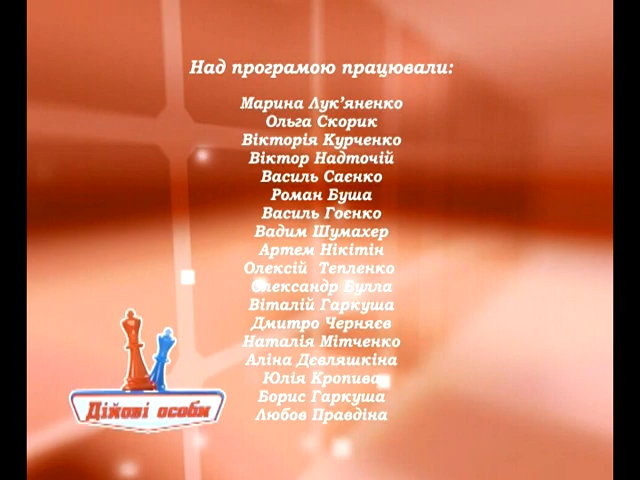 Над програмою працювали:
Марина Лук'яненко
Ольга Скорик
Вікторія Курченко
Віктор Надточій
Василь Саєнко
Роман Буша
Василь Гоєнко
Вадим Шумахер
Артем Нікітін
Олексій Тепленко
Олександр Булла
Віталій Гаркуша
Дмитро Черняєв
Наталія Мітченко
Аліна Дєвляшкіна
Юлія Кропива
Борис Гаркуша
Любов Правдіна
Дійові особи